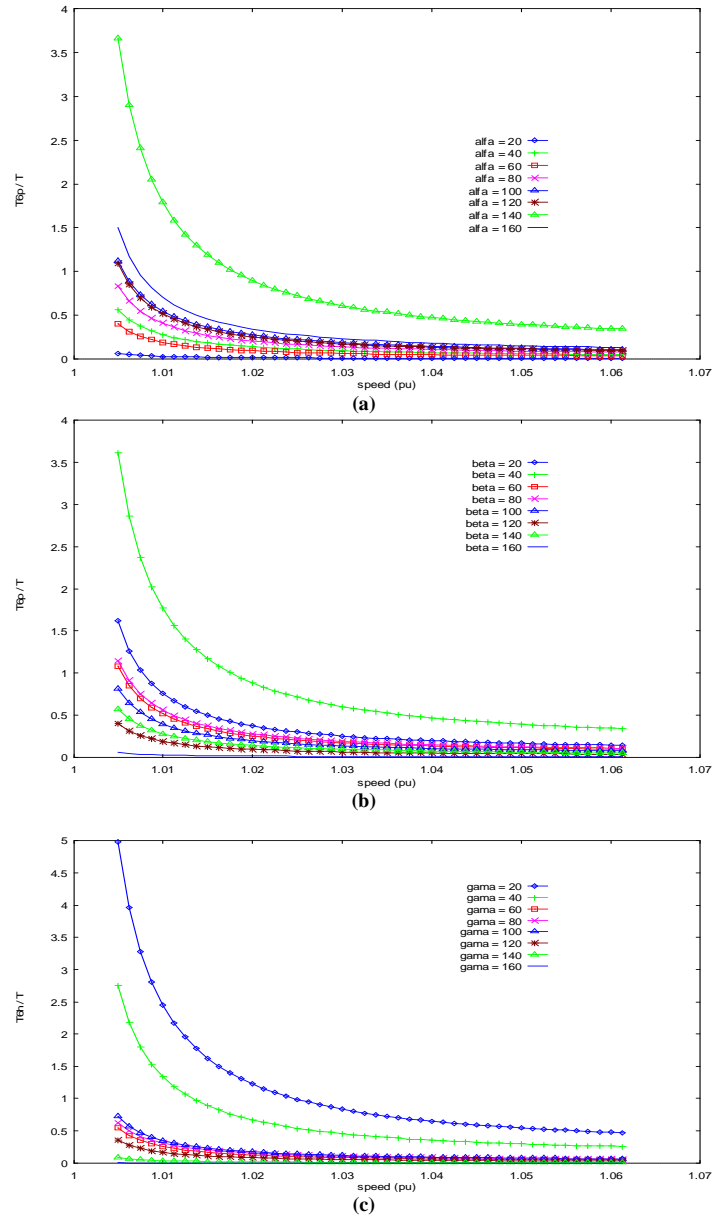 4
3.5
3
2.5
2
1.5
1
0.5
0
T6p/T
alfa = 20
alfa = 40
alfa = 60
alfa = 80
alfa = 100
alfa = 120
alfa = 140
alfa = 160
1 1.01 1.02 1.03 1.04 1.05 1.06 1.07
speed (pu)
(a)
4
3.5
3
2.5
2
1.5
1
0.5
0
T6p/T
beta = 20
beta = 40
beta = 60
beta = 80
beta = 100
beta = 120
beta = 140
beta = 160
1 1.01 1.02 1.03 1.04 1.05 1.06 1.07
speed (pu)
(b)
5
4.5
4
3.5
3
2.5
2
1.5
1
0.5
0
T6h/T
gama = 20
gama = 40
gama = 60
gama = 80
gama = 100
gama = 120
gama = 140
gama = 160
1 1.01 1.02 1.03 1.04 1.05 1.06 1.07
speed (pu)
(c)